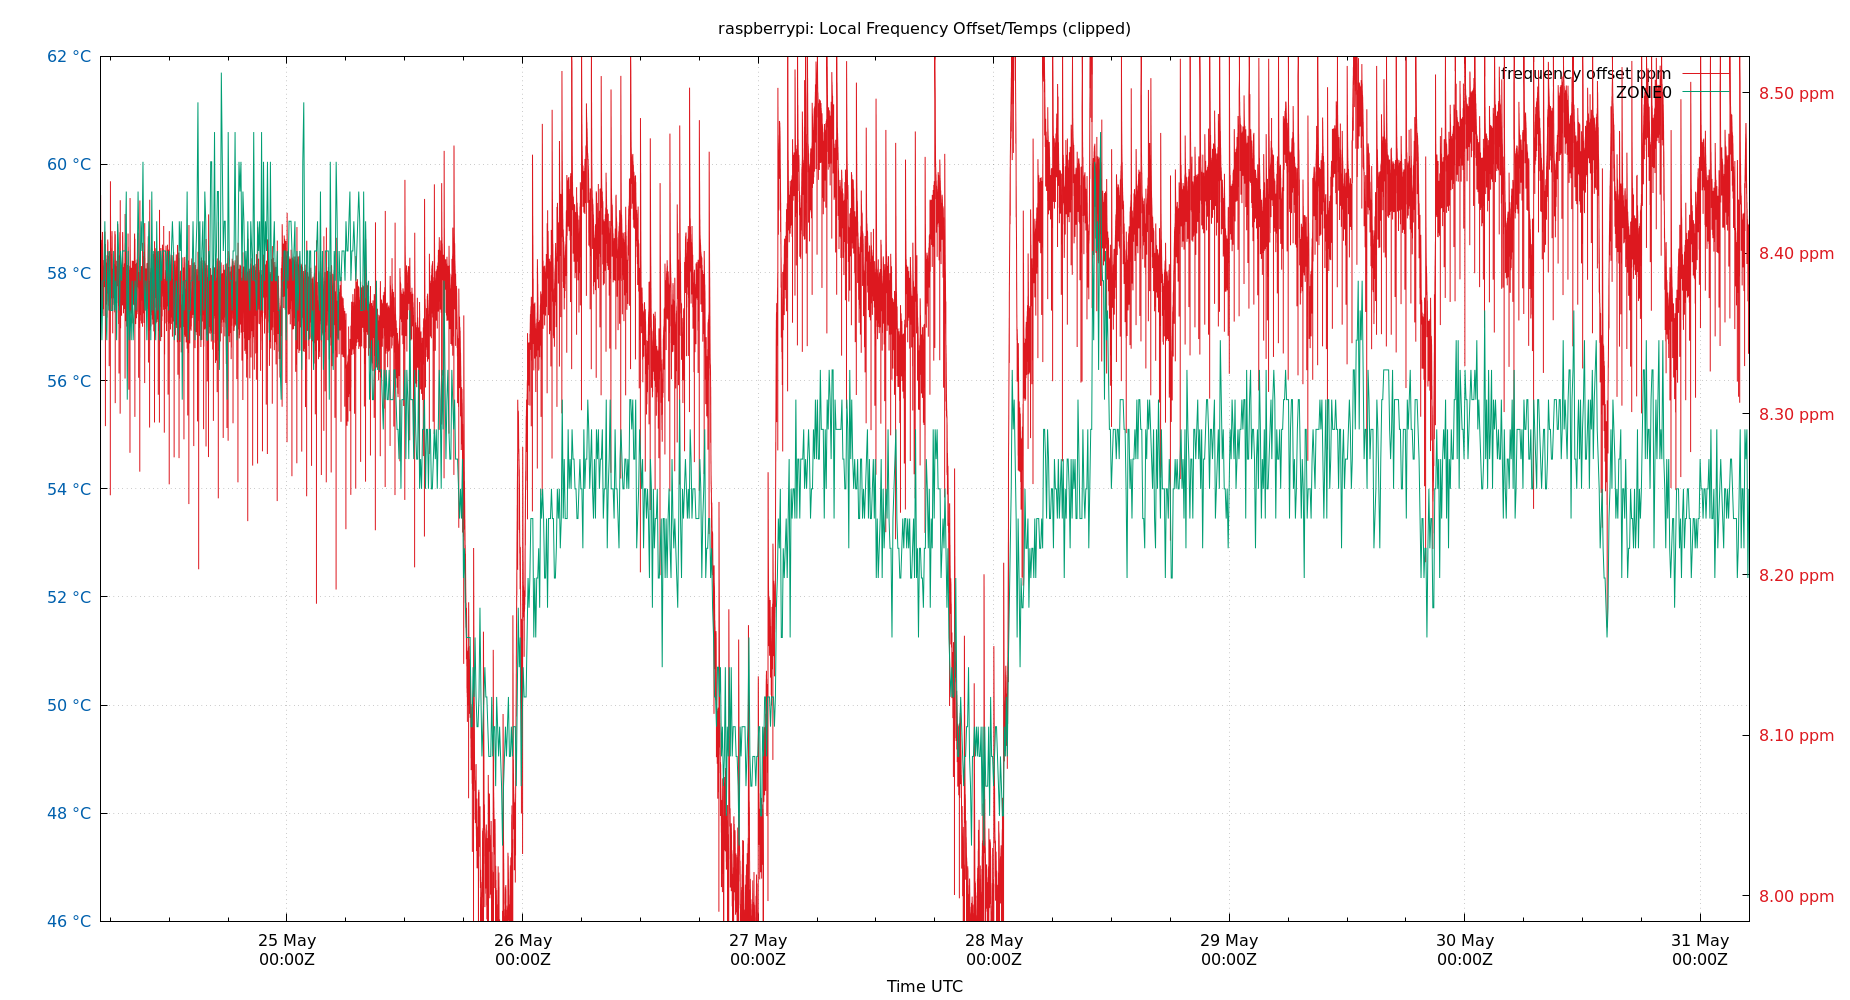 raspberrypi: Local Frequency Offset/Temps (clipped)
62 °C
60 °C
58 °C
56 °C
54 °C
52 °C
50 °C
48 °C
46 °C
frequency offset ppm
ZONE0
8.50 ppm
8.40 ppm
8.30 ppm
8.20 ppm
8.10 ppm
8.00 ppm
25 May
00:00Z
26 May
00:00Z
27 May
00:00Z
28 May
00:00Z
29 May
00:00Z
30 May
00:00Z
31 May
00:00Z
Time UTC